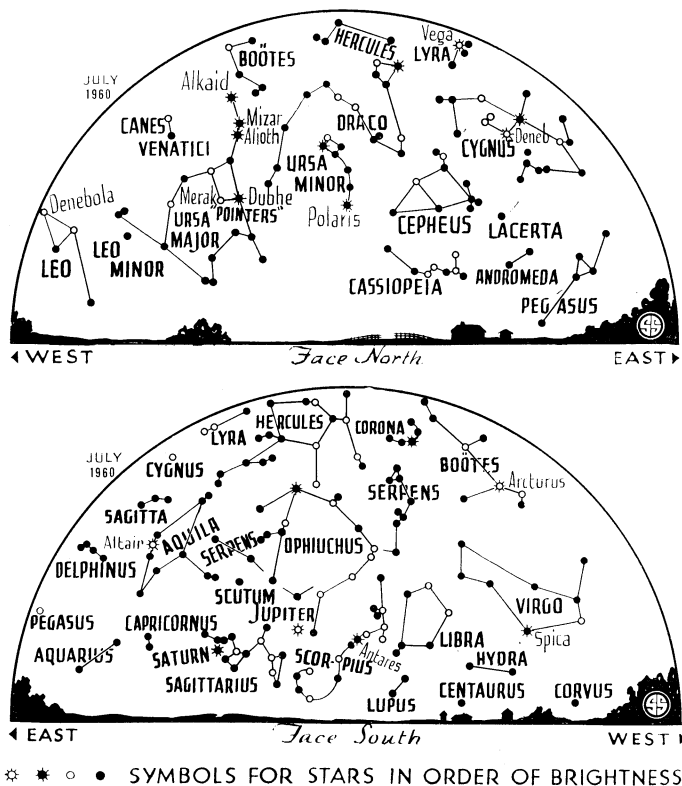 HERCULES
Vega
LYRA
BOÖTES
JULY
1960
Alkaid
CANES
VENATICI
Mizar
Alioth
DRACO
CYGNUS
Deneb
URSA
MINOR
Denebola
Merak
Dubhe
"POINTERS"
URSA
MAJOR
Polaris
CEPHEUS
LACERTA
LEO
LEO
MINOR
CASSIOPEIA
ANDROMEDA
PEGASUS
WEST
Face North
EAST
HERCULES
LYRA
CORONA
JULY
1960
CYGNUS
BOÖTES
Arcturus
SERPENS
SAGITTA
Altair
AQUILA
SERPENS
OPHIUCHUS
DELPHINUS
SCUTUM
VIRGO
PEGASUS
CAPRICORNUS
JUPITER
Spica
AQUARIUS
SATURN
SCORPIUS
Antares
LIBRA
HYDRA
SAGITTARIUS
LUPUS
CENTAURUS
CORVUS
EAST
Face South
WEST
SYMBOLS FOR STARS IN ORDER OF BRIGHTNESS